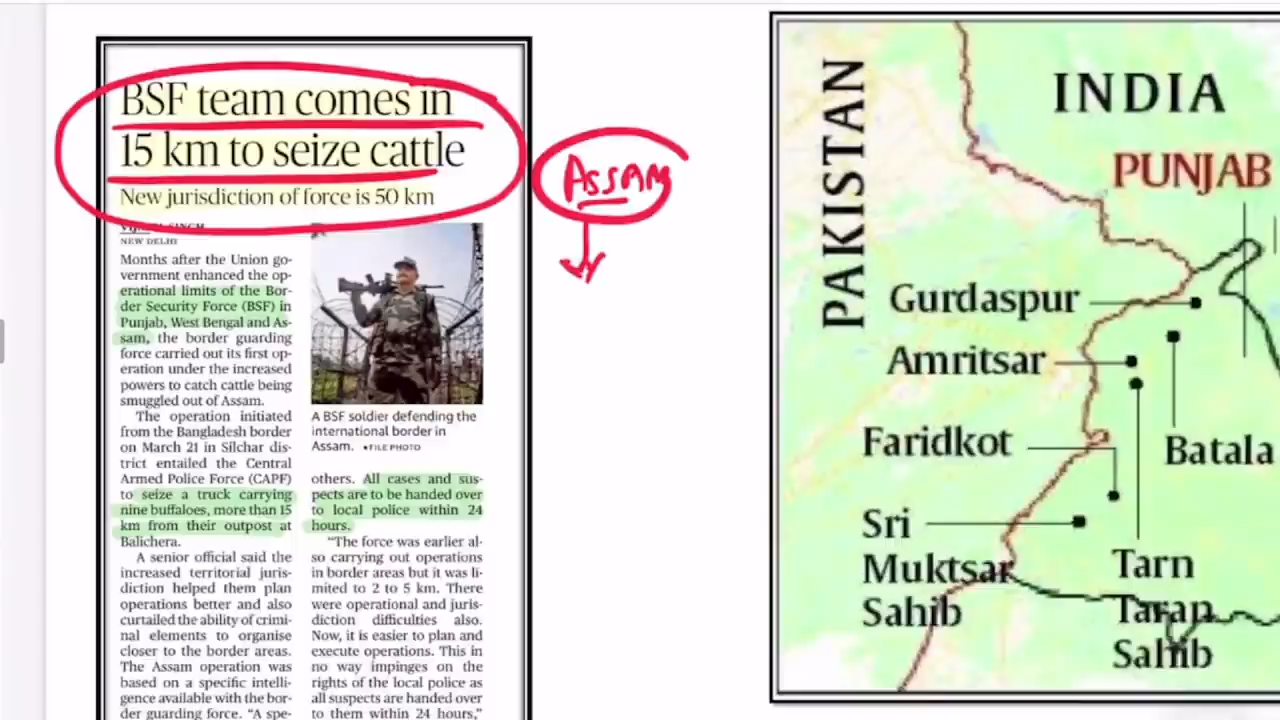 BSF team comes in
15 km to seize cattle
New jurisdiction of force is 50 km
SINGH
NEW DELHI
Months after the Union go-
vernment enhanced the op-
erational limits of the Bor-
der Security Force (BSF) in
Punjab, West Bengal and As-
sam, the border guarding
force carried out its first op-
eration under the increased
powers to catch cattle being
smuggled out of Assam.
The operation initiated
from the Bangladesh border
on March 21 in Silchar dis-
trict entailed the Central
Armed Police Force (CAPF)
to seize a truck carrying
nine buffaloes, more than 15
km from their outpost at
Balichera.
A senior official said the
increased territorial juris-
diction helped them plan
operations better and also
curtailed the ability of crimi-
nal elements to organise
closer to the border areas.
The Assam operation was
based on a specific intelli-
gence available with the bor-
der guarding force. “A spe-
A BSF soldier defending the
international border in
Assam. •FILE PHOTO
others. All cases and sus-
pects are to be handed over
to local police within 24
hours.
“The force was earlier al-
so carrying out operations
in border areas but it was li-
mited to 2 to 5 km. There
were operational and juris-
diction difficulties also.
Now, it is easier to plan and
execute operations. This in
no way impinges on the
rights of the local police as
all suspects are handed over
to them within 24 hours,”
ASSAM
PAKISTAN
INDIA
PUNJAB
Gurdaspur
Amritsar
Faridkot
Batala
Sri
Muktsar
Sahib
Tarn
Taran
Sahib